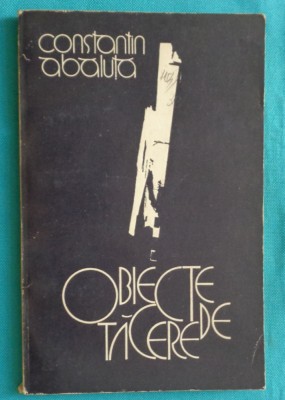 constantin
abăluță
OBIECTE
DE
TĂCERE